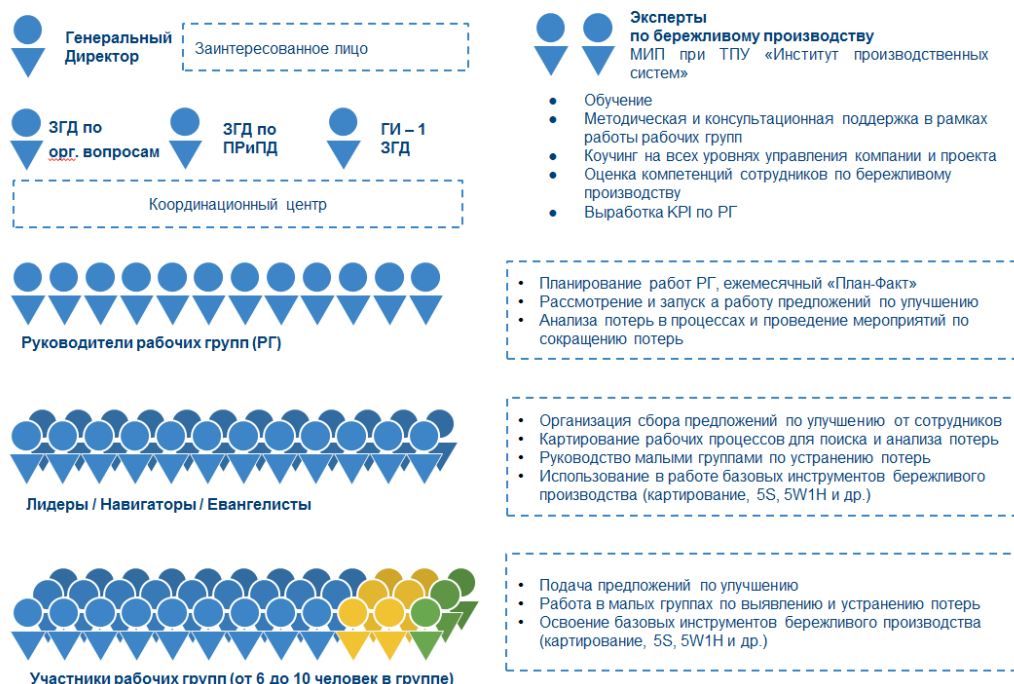 Генеральный
Директор
Заинтересованное лицо
ЗГД по
орг. вопросам
ЗГД по
ПРиПД
ГИ – 1
ЗГД
Координационный центр
Эксперты
по бережливому производству
МИП при ТПУ «Институт производственных
систем»
● Обучение
● Методическая и консультационная поддержка в рамках
работы рабочих групп
● Коучинг на всех уровнях управления компании и проекта
● Оценка компетенций сотрудников по бережливому
производству
● Выработка KPI по РГ
Руководители рабочих групп (РГ)
• Планирование работ РГ, ежемесячный «План-Факт»
• Рассмотрение и запуск а работу предложений по улучшению
• Анализа потерь в процессах и проведение мероприятий по
сокращению потерь
Лидеры / Навигаторы / Евангелисты
• Организация сбора предложений по улучшению от сотрудников
• Картирование рабочих процессов для поиска и анализа потерь
• Руководство малыми группами по устранению потерь
• Использование в работе базовых инструментов бережливого
производства (картирование, 5S, 5W1H и др.)
Участники рабочих групп (от 6 до 10 человек в группе)
• Подача предложений по улучшению
• Работа в малых группах по выявлению и устранению потерь
• Освоение базовых инструментов бережливого производства
(картирование, 5S, 5W1H и др.)